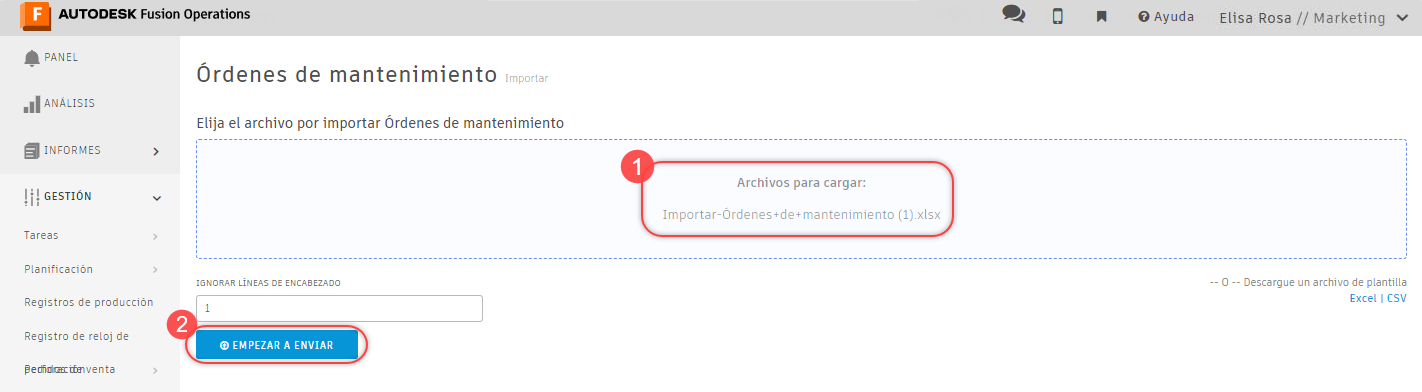 F AUTODESK Fusion Operations
Ayuda
Elisa Rosa // Marketing
PANEL
ANÁLISIS
INFORMES
GESTIÓN
Tareas
Planificación
Registros de producción
Registro de reloj de
Órdenes de mantenimiento Importar
Elija el archivo por importar Órdenes de mantenimiento
1
Archivos para cargar:
Importar-Órdenes+de+mantenimiento (1).xlsx
IGNORAR LÍNEAS DE ENCABEZADO
1
2
EMPEZAR A ENVIAR
-- O -- Descargue un archivo de plantilla
Excel | CSV